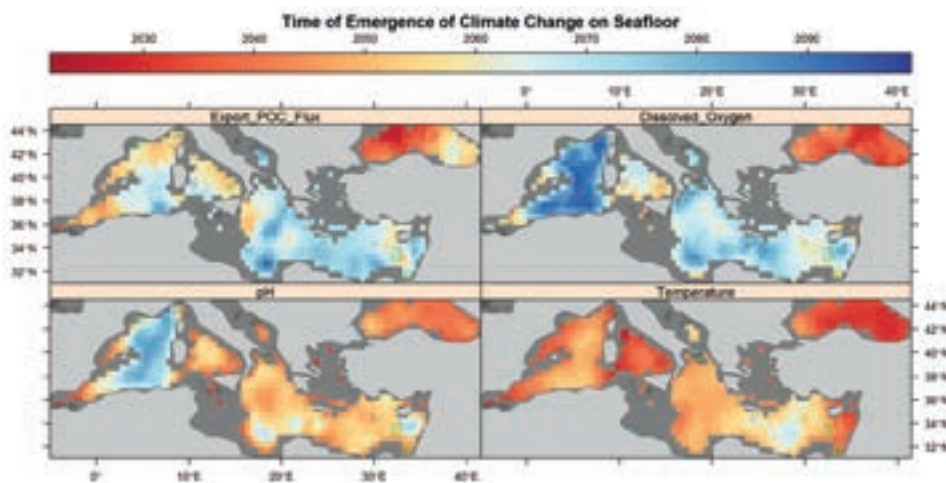 Time of Emergence of Climate Change on Seafloor
2030 2040 2050 2060 2070 2080 2090
0° 10°E 20°E 30°E 40°E
Export_POC_Flux Dissolved_Oxygen
44°N
42°N
40°N
38°N
36°N
34°N
32°N
pH Temperature
44°N
42°N
40°N
38°N
36°N
34°N
32°N
0° 10°E 20°E 30°E 40°E